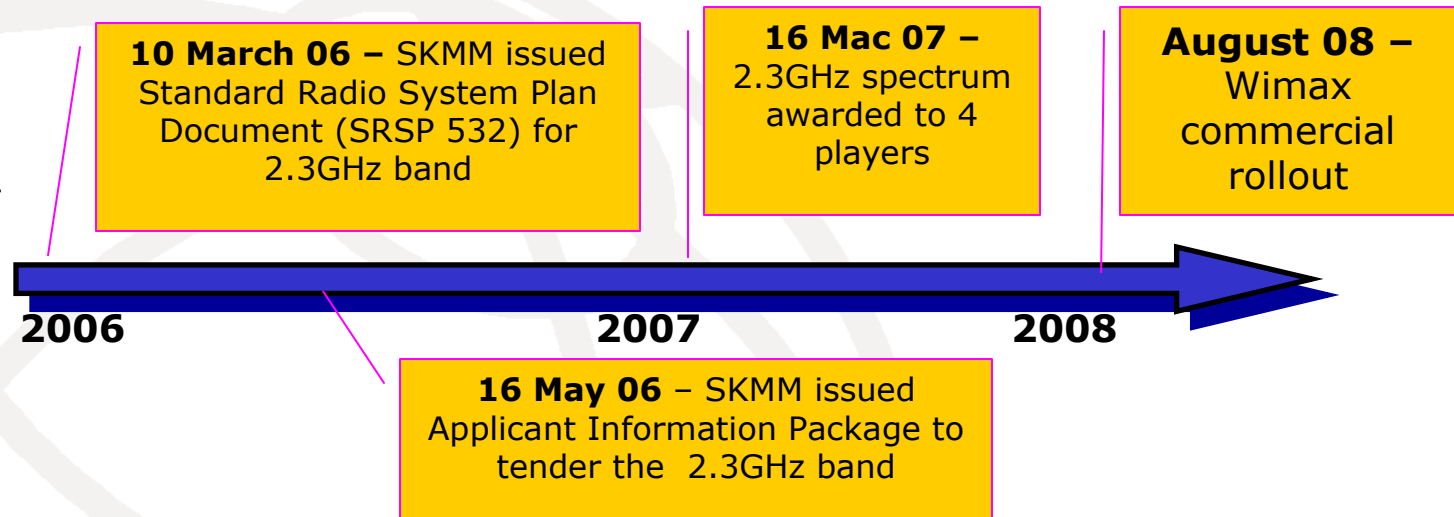 10 March 06 – SKMM issued
Standard Radio System Plan
Document (SRSP 532) for
2.3GHz band
16 Mac 07 –
2.3GHz spectrum
awarded to 4
players
August 08 –
Wimax
commercial
rollout
2006
2007
2008
16 May 06 – SKMM issued
Applicant Information Package to
tender the 2.3GHz band